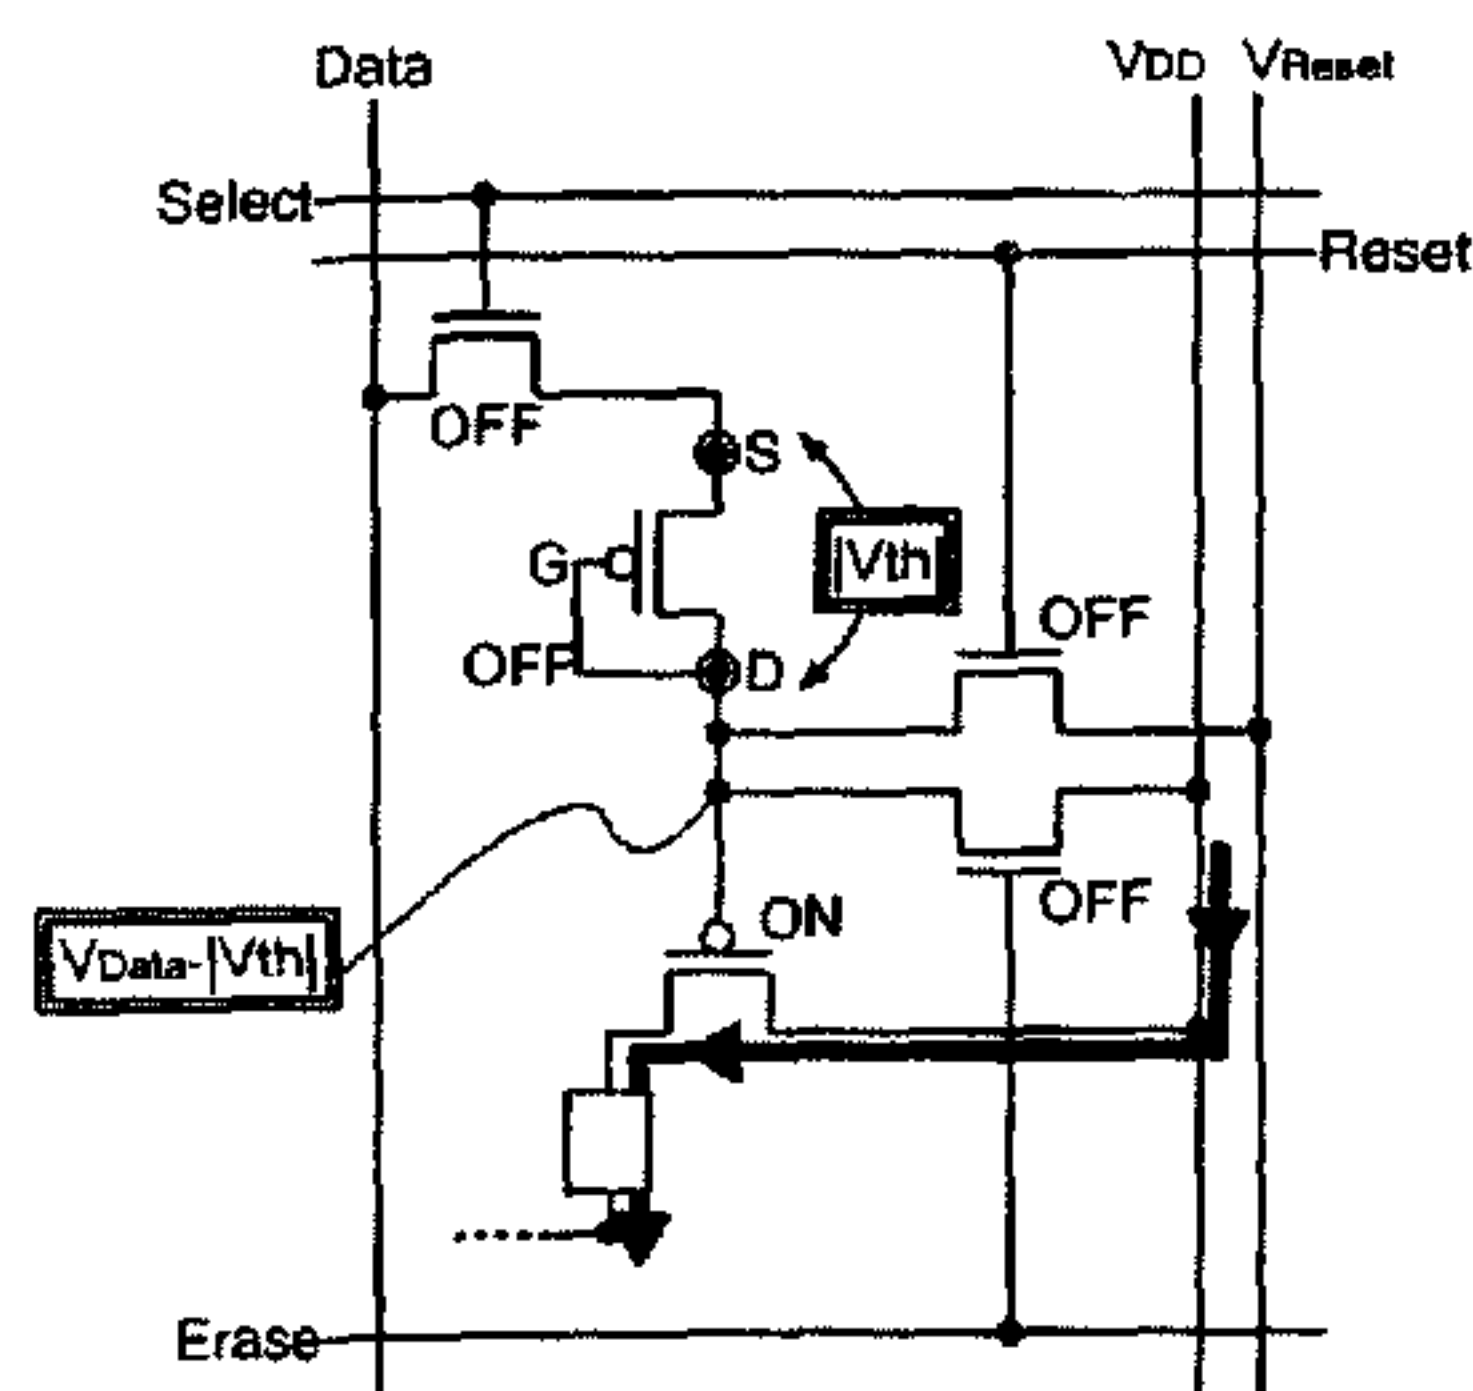 Data
VDD VReset
Select
Reset
OFF
S
G
|Vth|
OFF
OFF
D
OFF
ON
VData-|Vth|
Erase